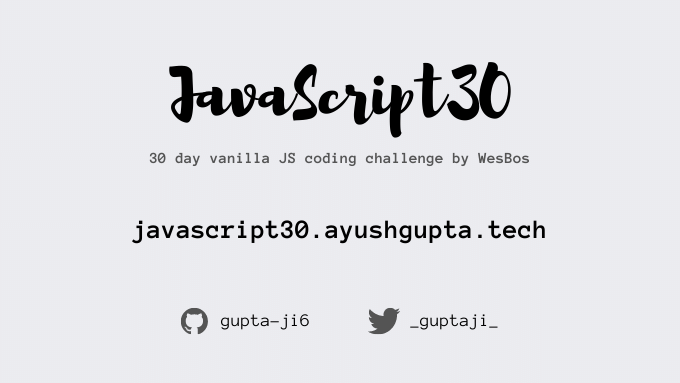 JavaScript30
30 day vanilla JS coding challenge by WesBos
javascript30.ayushgupta.tech
gupta-ji6 _guptaji_